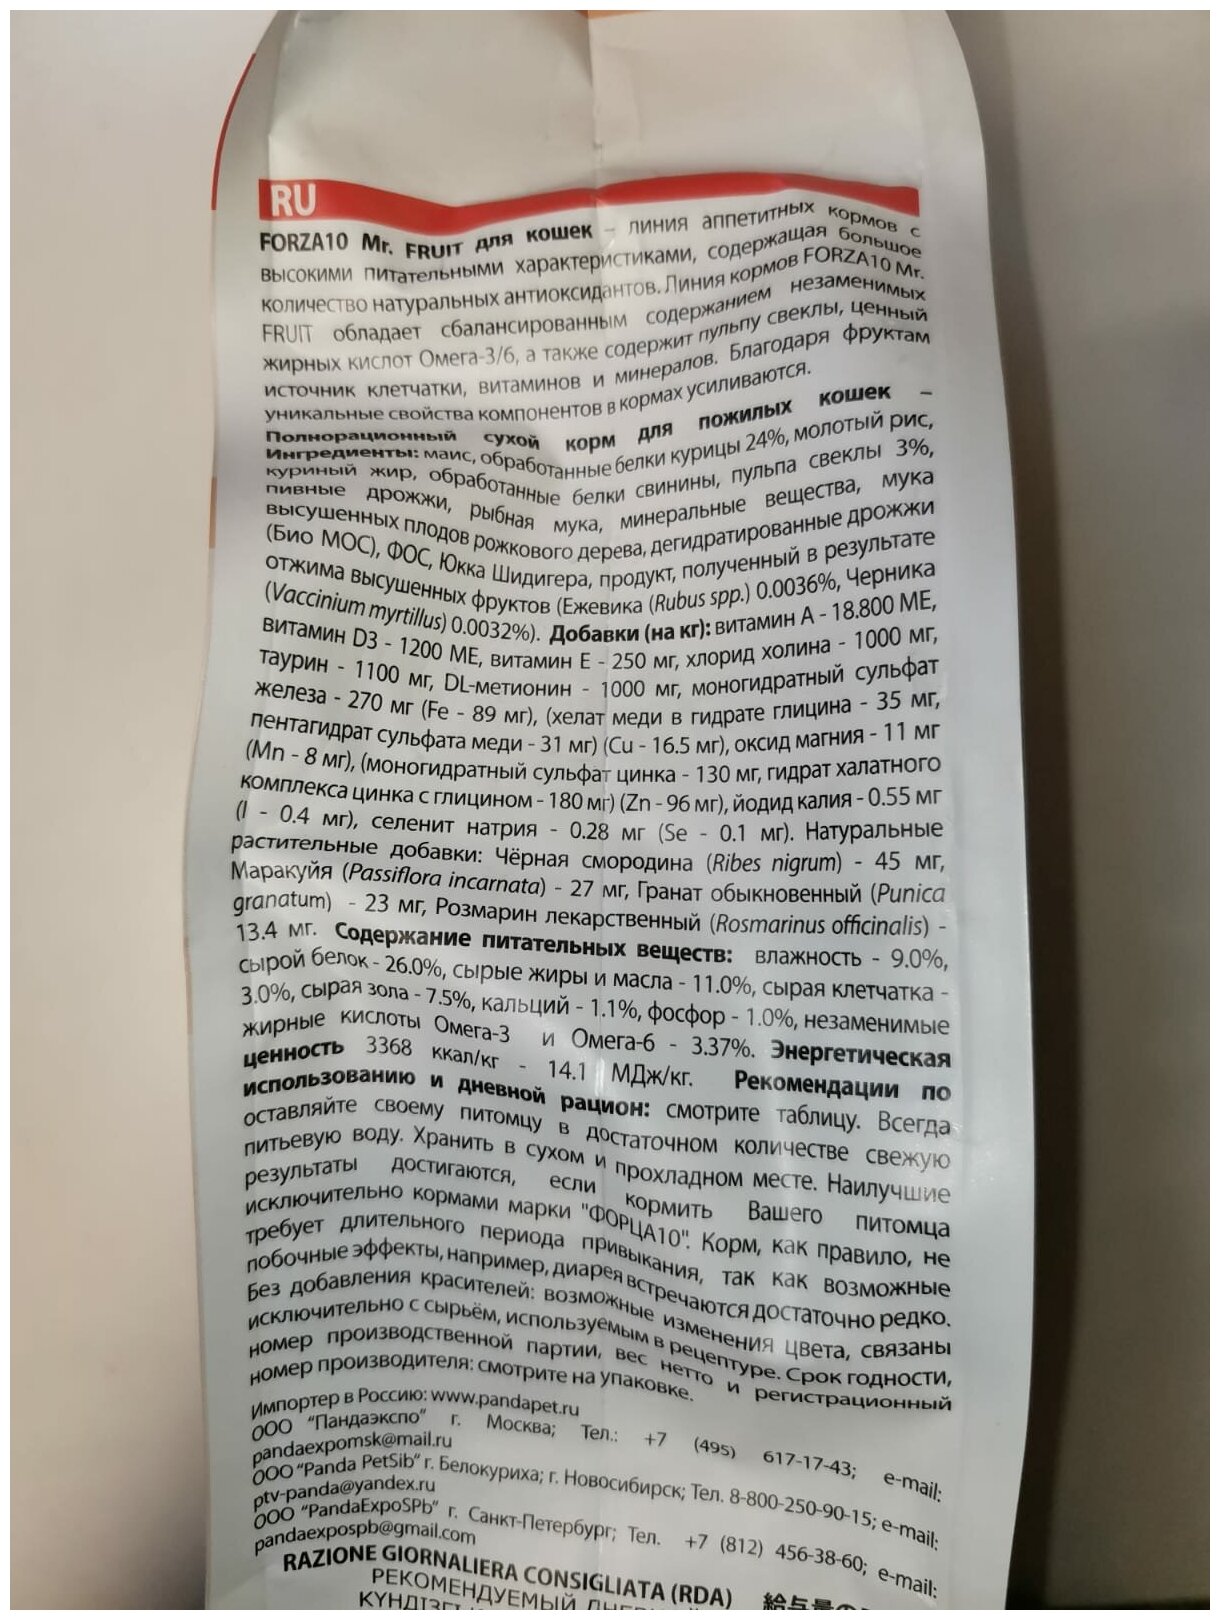 RU
FORZA10 Mr. FRUIT для кошек – линия аппетитных кормов с
высокими питательными характеристиками, содержащая большое
количество натуральных антиоксидантов. Линия кормов FORZA10 Mr.
FRUIT обладает сбалансированным содержанием незаменимых
жирных кислот Омега-3/6, а также содержит пульпу свеклы, ценный
источник клетчатки, витаминов и минералов. Благодаря фруктам
уникальные свойства компонентов в кормах усиливаются.
Полнорационный сухой корм для пожилых кошек –
Ингредиенты: маис, обработанные белки курицы 24%, молотый рис,
куриный жир, обработанные белки свинины, пульпа свеклы 3%,
пивные дрожжи, рыбная мука, минеральные вещества, мука
высушенных плодов рожкового дерева, дегидратированные дрожжи
(Био МОС), ФОС, Юкка Шидигера, продукт, полученный в результате
отжима высушенных фруктов (Ежевика (Rubus spp.) 0.0036%, Черника
(Vaccinium myrtillus) 0.0032%). Добавки (на кг): витамин А - 18.800 МЕ,
витамин D3 - 1200 МЕ, витамин Е - 250 мг, хлорид холина - 1000 мг,
таурин - 1100 мг, DL-метионин - 1000 мг, моногидратный сульфат
железа - 270 мг (Fe - 89 мг), (хелат меди в гидрате глицина - 35 мг,
пентагидрат сульфата меди - 31 мг) (Cu - 16.5 мг), оксид магния - 11 мг
(Mn - 8 мг), (моногидратный сульфат цинка - 130 мг, гидрат халатного
комплекса цинка с глицином - 180 мг) (Zn - 96 мг), йодид калия - 0.55 мг
(I - 0.4 мг), селенит натрия - 0.28 мг (Se - 0.1 мг). Натуральные
растительные добавки: Чёрная смородина (Ribes nigrum) - 45 мг,
Маракуйя (Passiflora incarnata) - 27 мг, Гранат обыкновенный (Punica
granatum) - 23 мг, Розмарин лекарственный (Rosmarinus officinalis) -
13.4 мг. Содержание питательных веществ: влажность - 9.0%,
сырой белок - 26.0%, сырые жиры и масла - 11.0%, сырая клетчатка -
3.0%, сырая зола - 7.5%, кальций - 1.1%, фосфор - 1.0%, незаменимые
жирные кислоты Омега-3 и Омега-6 - 3.37%. Энергетическая
ценность 3368 ккал/кг - 14.1 МДж/кг. Рекомендации по
использованию и дневной рацион: смотрите таблицу. Всегда
оставляйте своему питомцу в достаточном количестве свежую
питьевую воду. Хранить в сухом и прохладном месте. Наилучшие
результаты достигаются, если кормить Вашего питомца
исключительно кормами марки "ФОРЦА10". Корм, как правило, не
требует длительного периода привыкания, так как возможные
побочные эффекты, например, диарея встречаются достаточно редко.
Без добавления красителей: возможные изменения цвета, связаны
исключительно с сырьём, используемым в рецептуре. Срок годности,
номер производственной партии, вес нетто и регистрационный
номер производителя: смотрите на упаковке.
Импортер в Россию: www.pandapet.ru
ООО "Пандаэкспо" г. Москва; Тел.: +7 (495) 617-17-43; e-mail:
pandaexpomsk@mail.ru
ООО "Panda PetSib" г. Белокуриха; г. Новосибирск; Тел. 8-800-250-90-15; e-mail:
ptv-panda@yandex.ru
ООО "PandaExpoSPb" г. Санкт-Петербург; Тел. +7 (812) 456-38-60; e-mail:
pandaexpospb@gmail.com
RAZIONE GIORNALIERA CONSIGLIATA (RDA) 給与量の
РЕКОМЕНДУЕМЫЙ